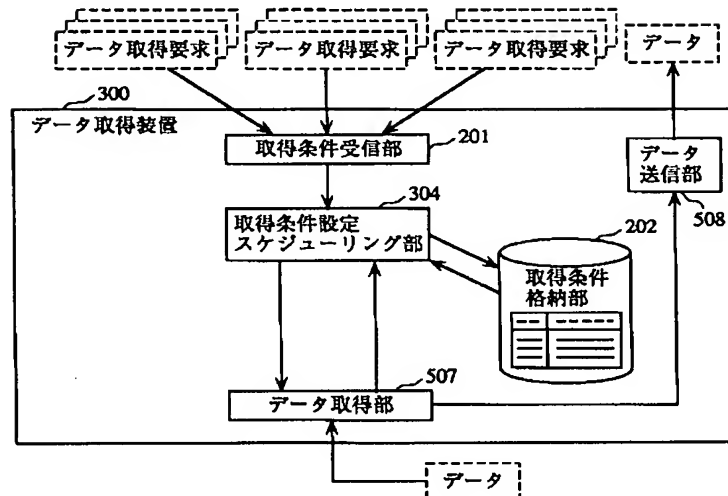 データ取得要求
データ取得要求
データ取得要求
データ
300
データ取得装置
取得条件受信部
201
データ
送信部
508
304
取得条件設定
スケジューリング部
202
取得条件
格納部
507
データ取得部
データ